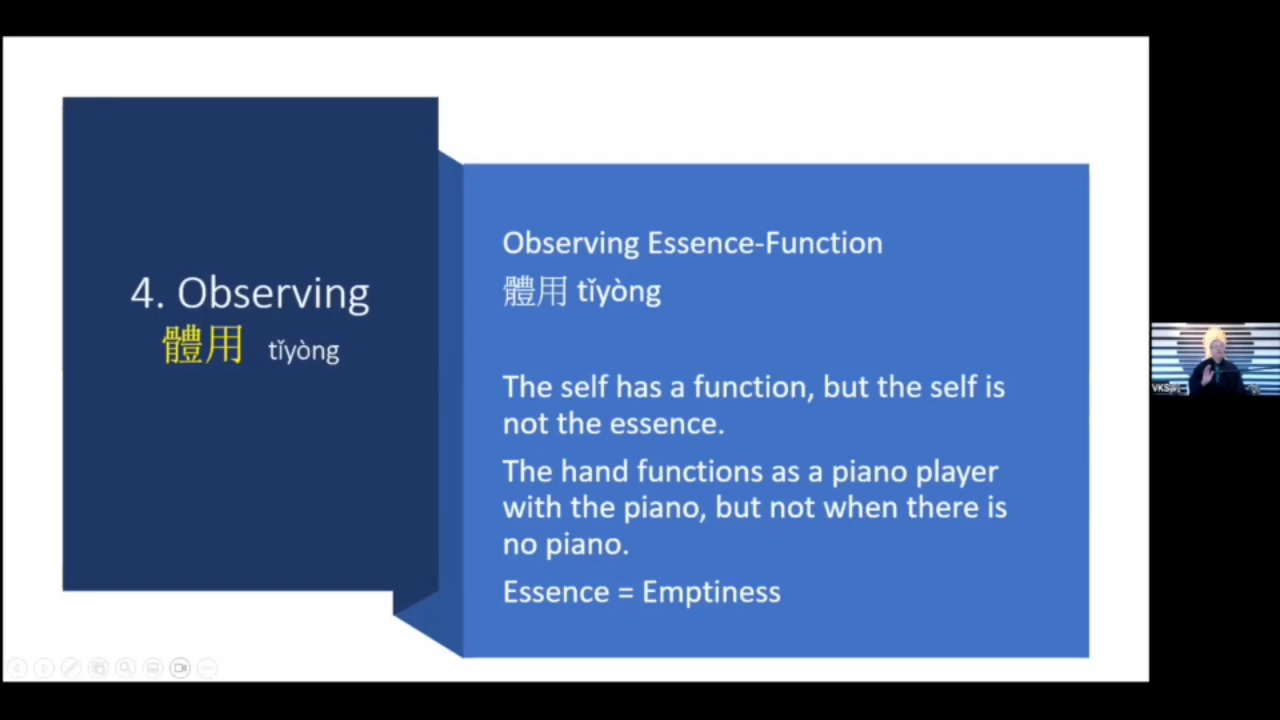 4. Observing
體用 tǐyòng
Observing Essence-Function
體用 tǐyòng
The self has a function, but the self is
not the essence.
The hand functions as a piano player
with the piano, but not when there is
no piano.
Essence = Emptiness